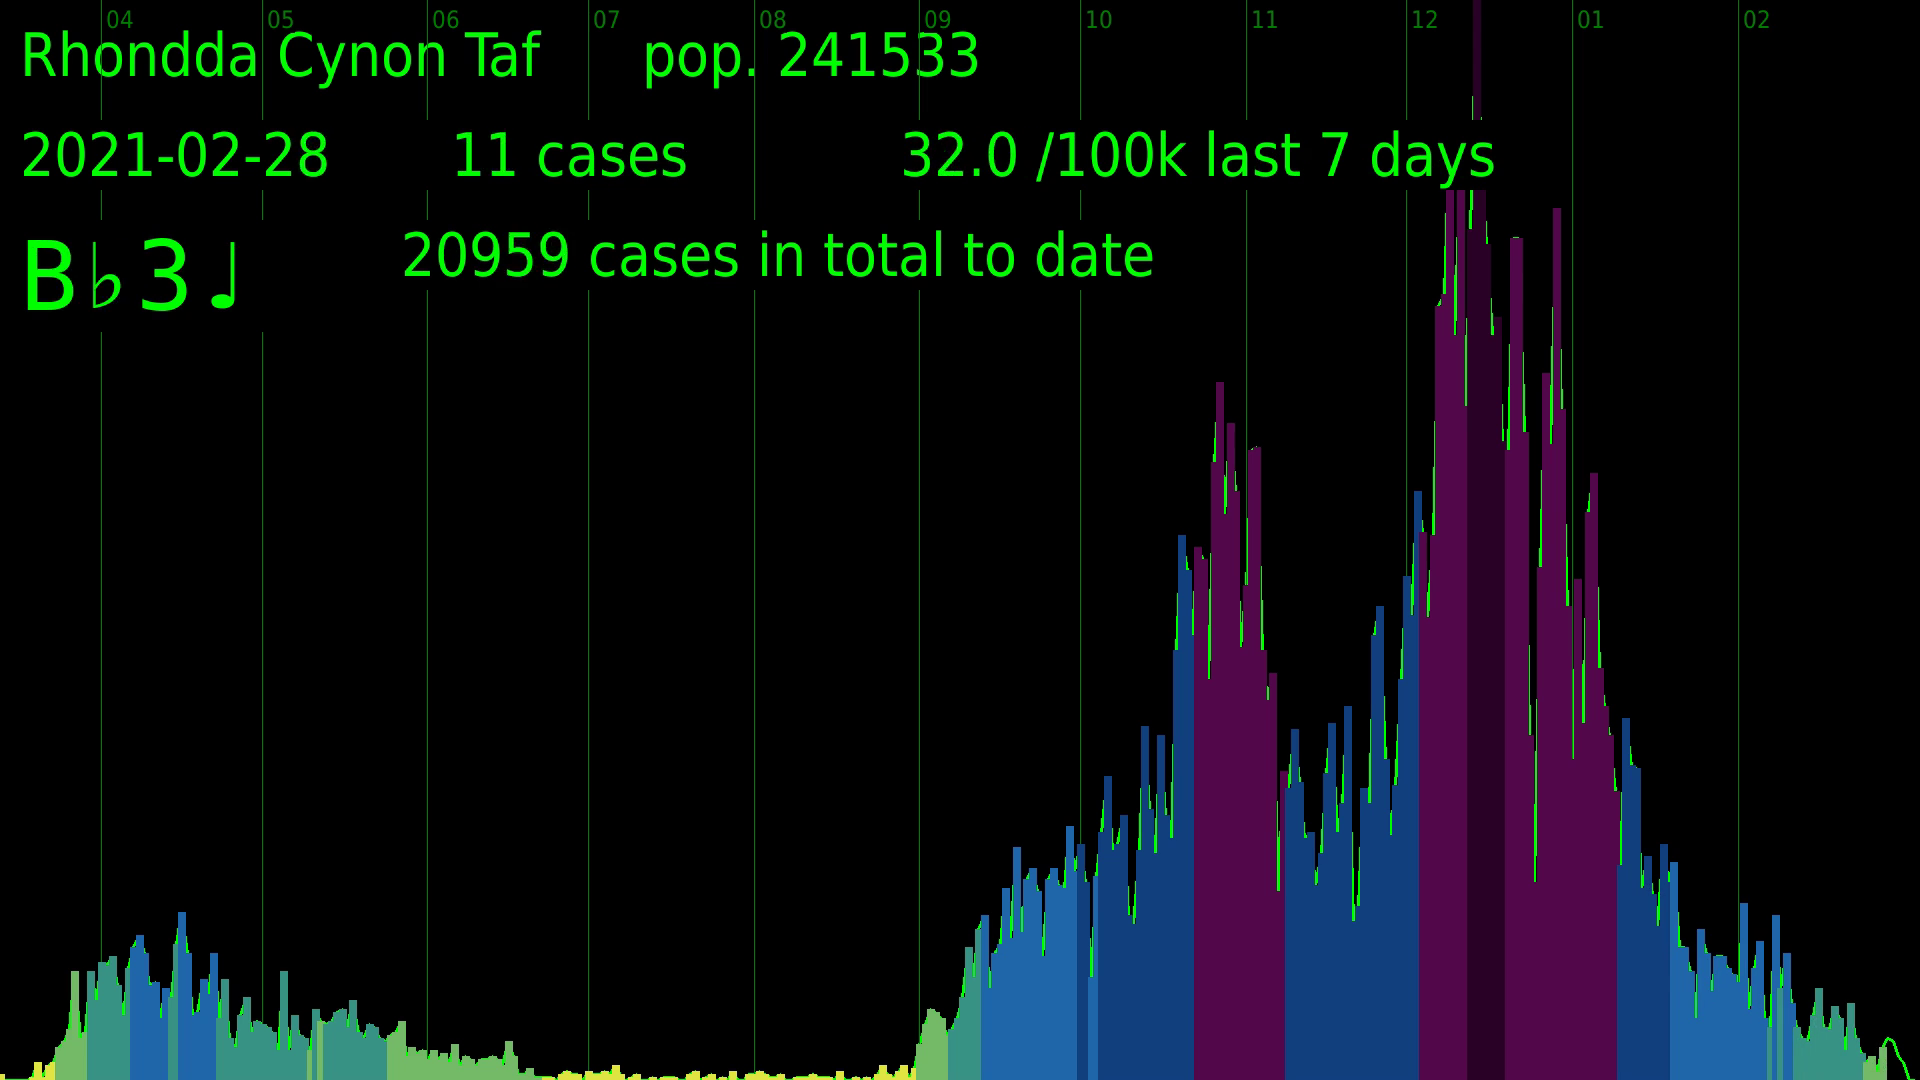 04 05 06 07 08 09 10 11 12 01 02
Rhondda Cynon Taf pop. 241533
2021-02-28 11 cases 32.0 /100k last 7 days
B♭3♩ 20959 cases in total to date